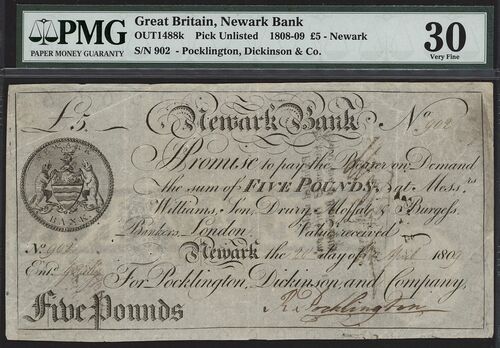 PMG
PAPER MONEY GUARANTY
Great Britain, Newark Bank
OUT1488k Pick Unlisted 1808-09 £5 - Newark
S/N 902 - Pocklington, Dickinson & Co.
30
Very Fine
£5 Newark Bank No. 902
I Promise to pay the Bearer on Demand
the sum of FIVE POUNDS, at Mess.rs
Williams, Son, Drury, Moffat & Burgess,
Bankers, London. Value received
BANK
No. 902
Newark the day of 1809
Ent.
For Pocklington, Dickinson, and Company,
Five Pounds
R. Pocklington